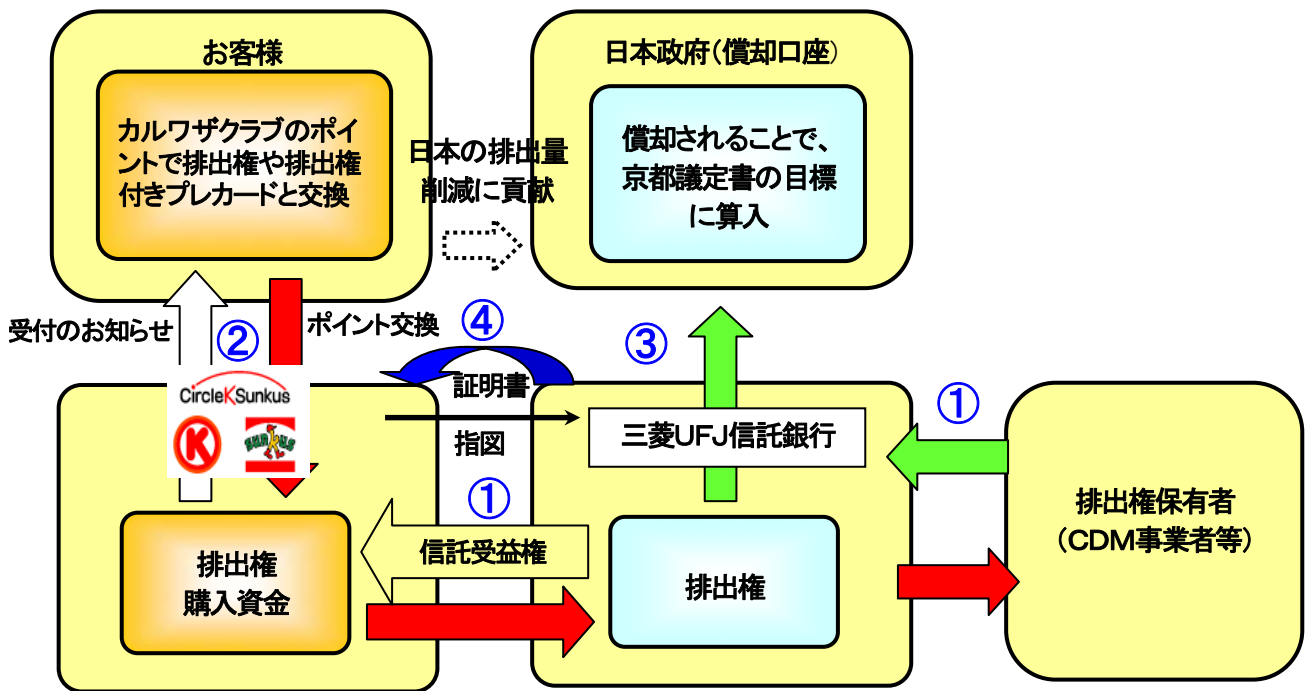 お客様
カルワザクラブのポイ
ントで排出権や排出権
付きプレカードと交換
日本の排出量
削減に貢献
日本政府(償却口座)
償却されることで、
京都議定書の目標
に算入
受付のお知らせ
②
ポイント交換
④
③
①
CircleKSunkus
K
sunkus
証明書
指図
三菱UFJ信託銀行
①
信託受益権
排出権
購入資金
排出権
排出権保有者
(CDM事業者等)